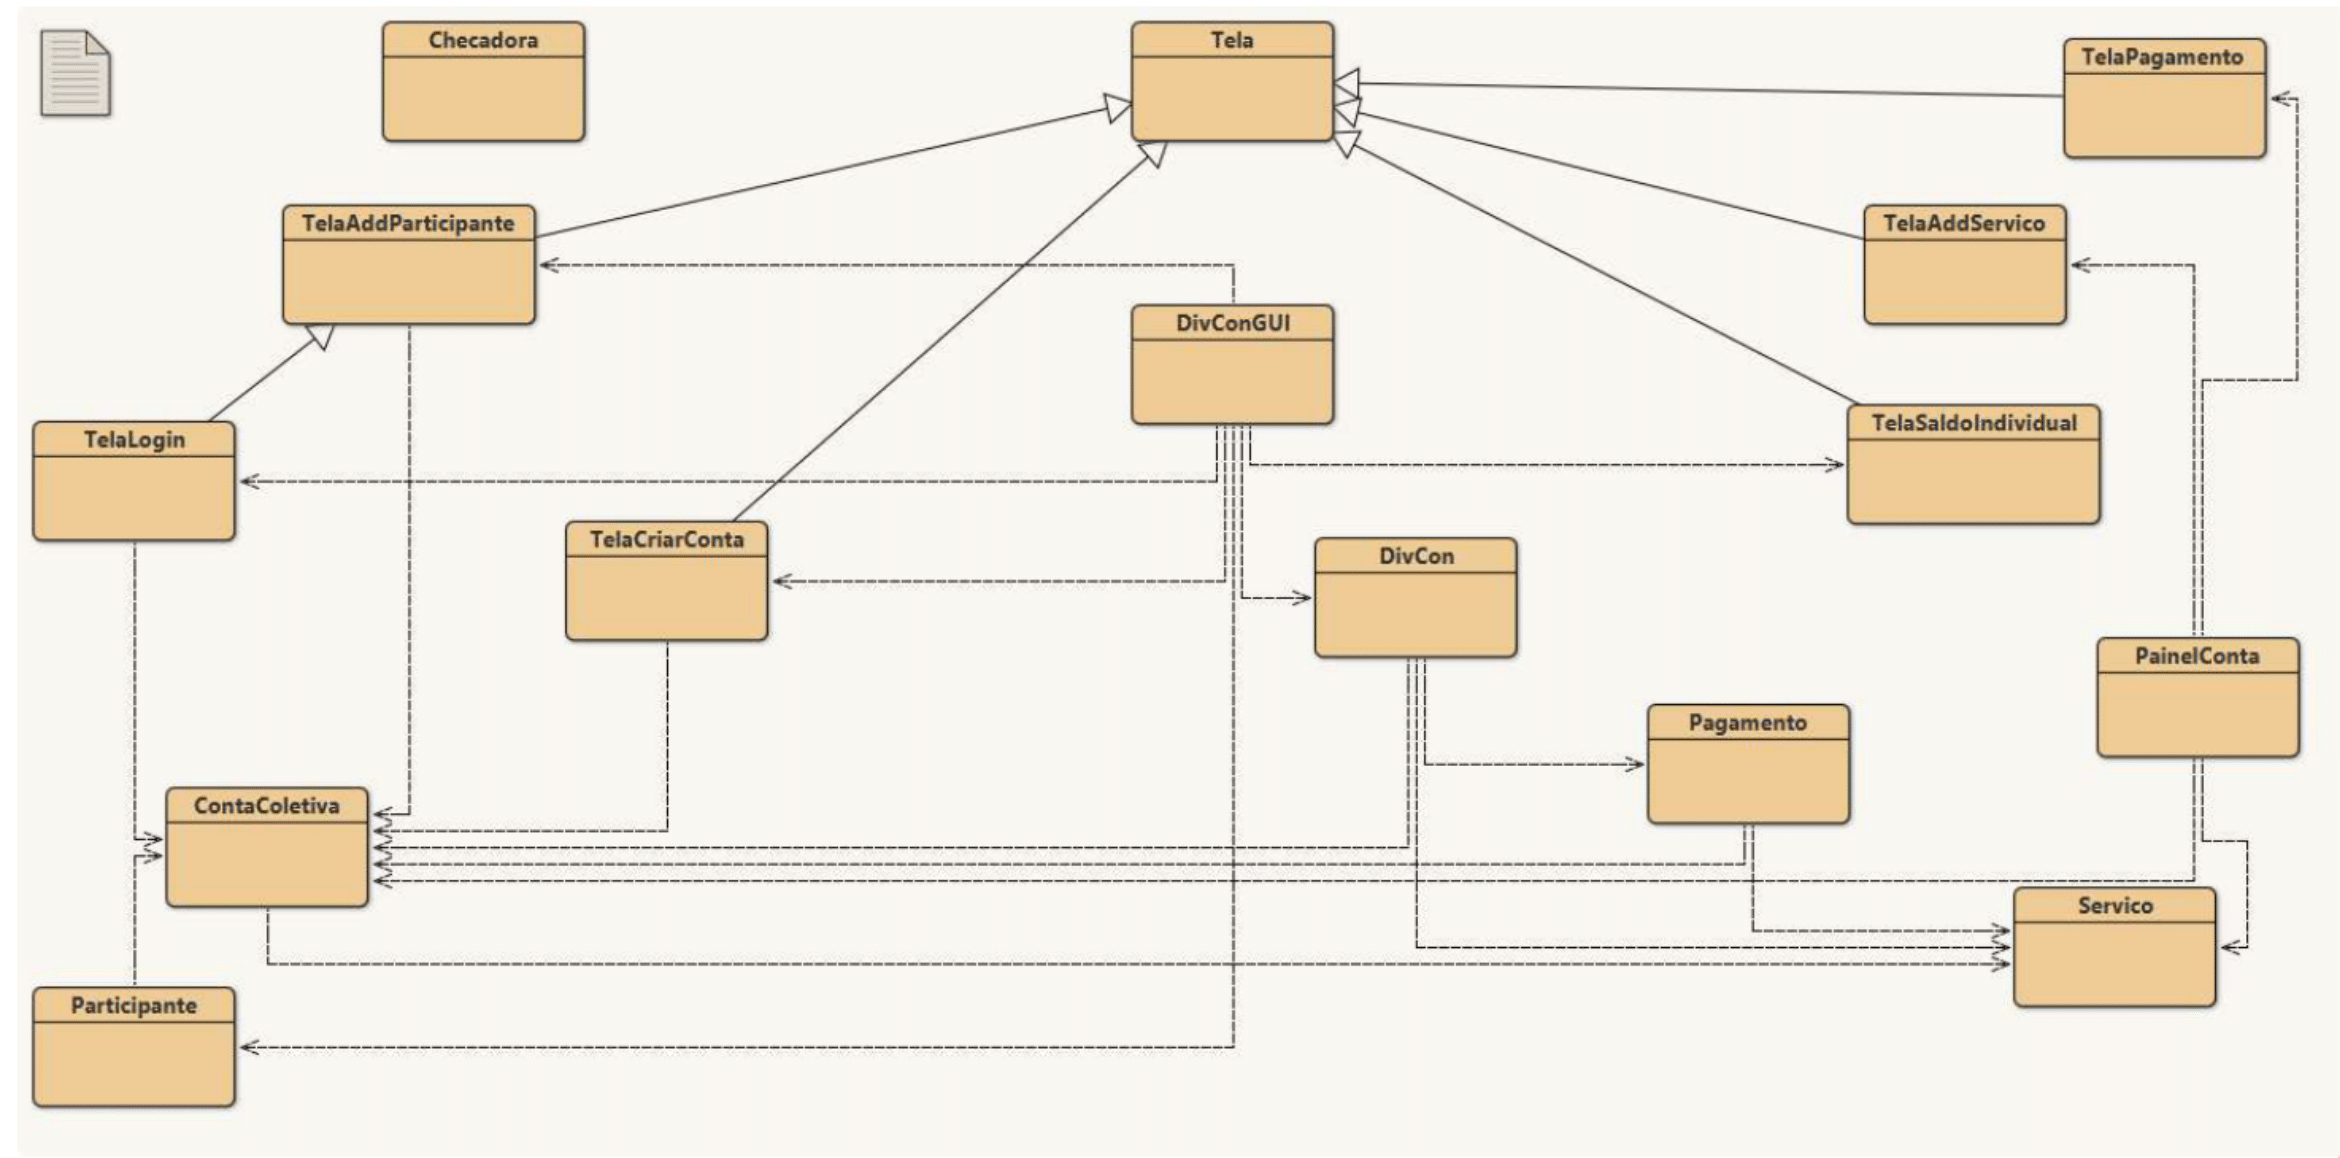 Checadora
Tela
TelaPagamento
TelaAddParticipante
TelaAddServico
DivConGUI
TelaLogin
TelaSaldoIndividual
TelaCriarConta
DivCon
PainelConta
Pagamento
ContaColetiva
Servico
Participante